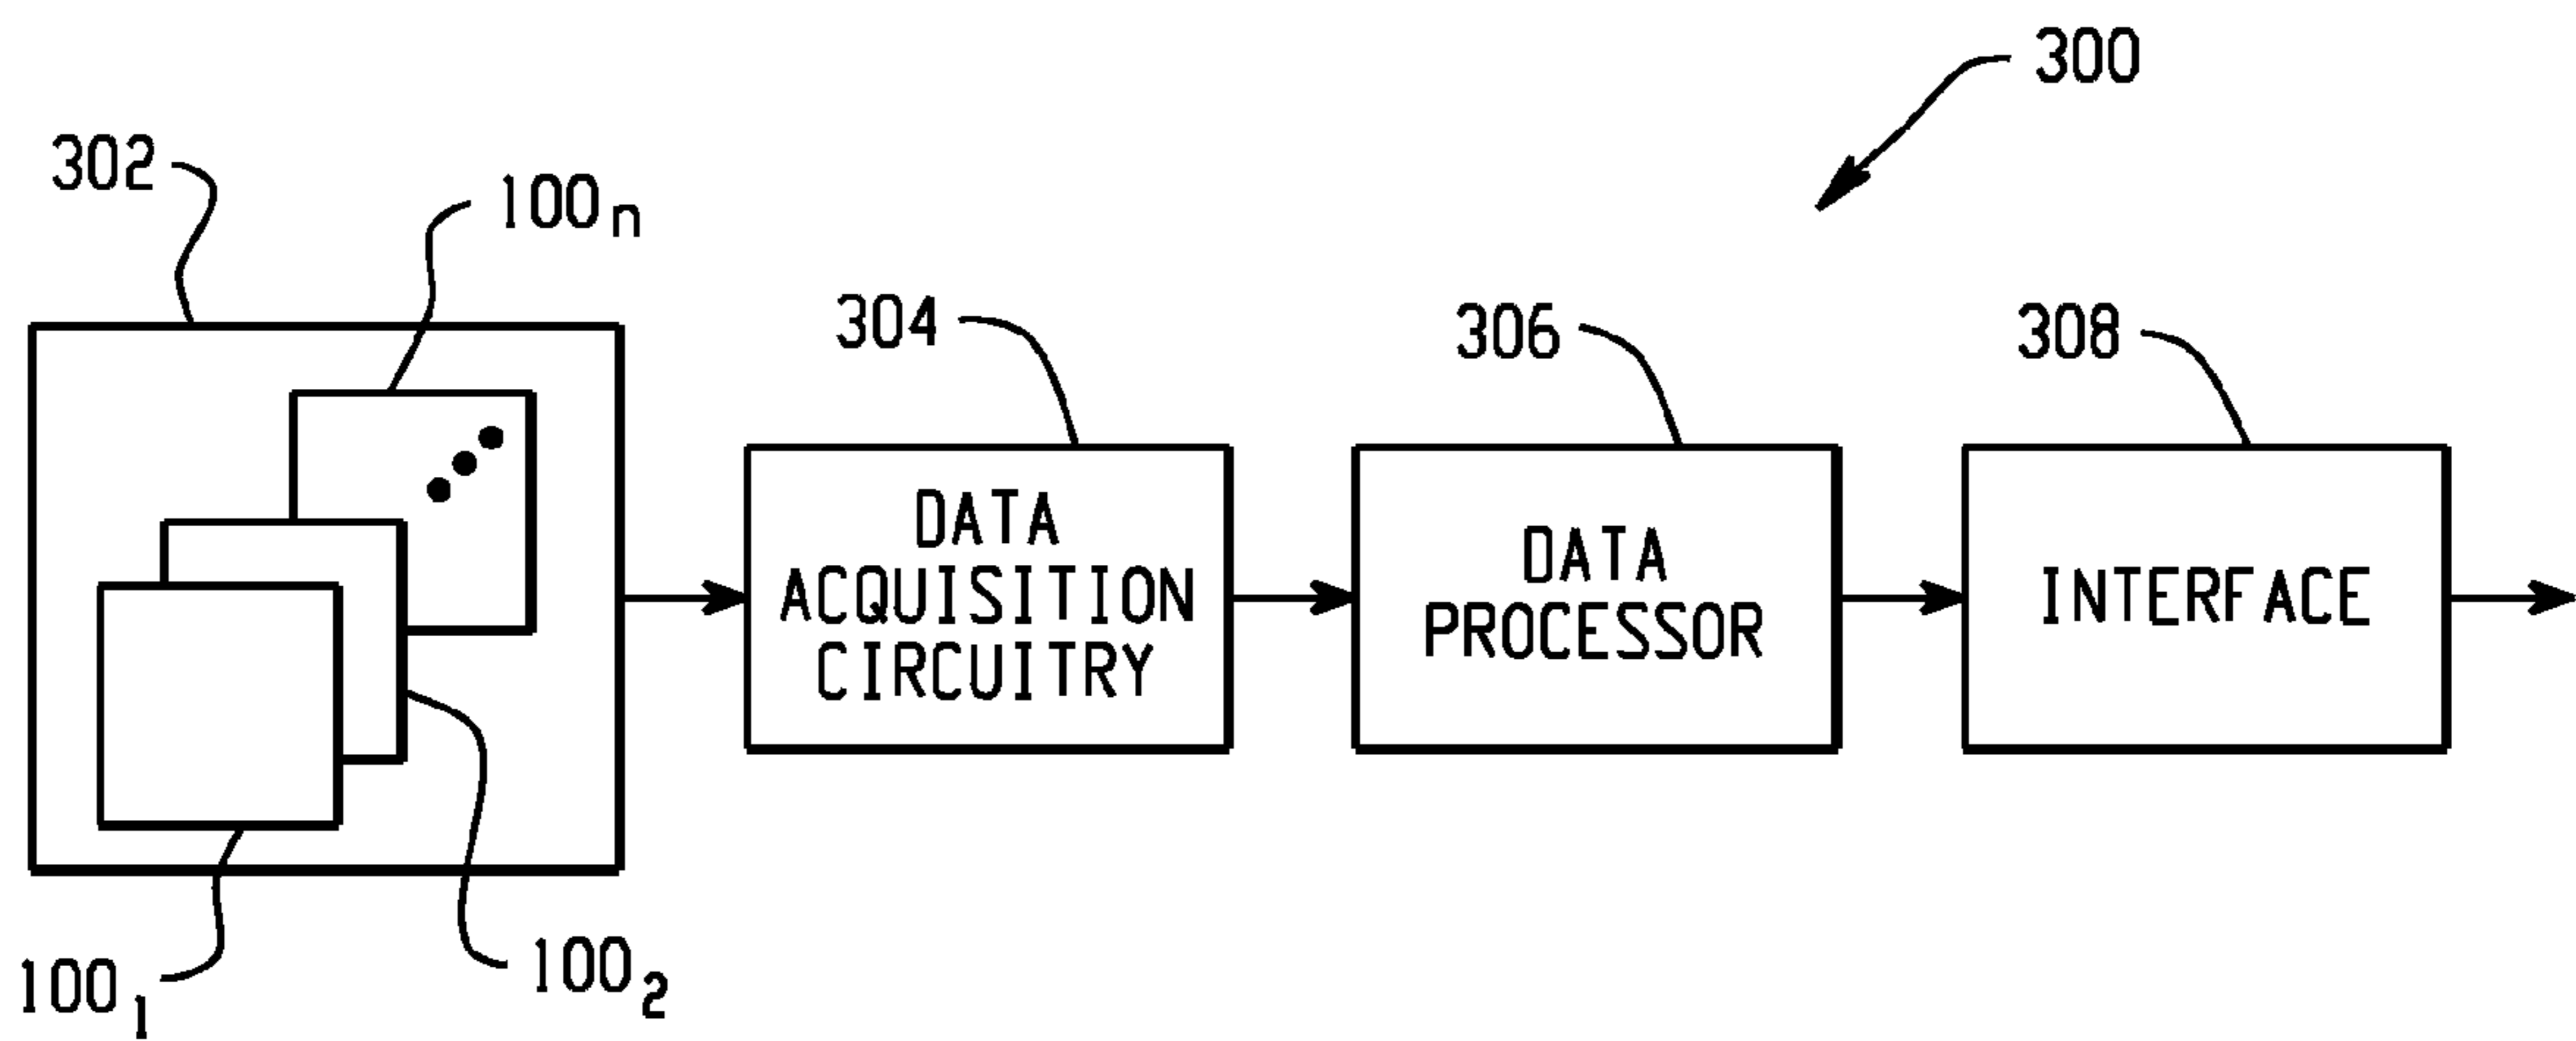 300
302
100n
304
306
308
DATA
ACQUISITION
CIRCUITRY
DATA
PROCESSOR
INTERFACE
1001
1002